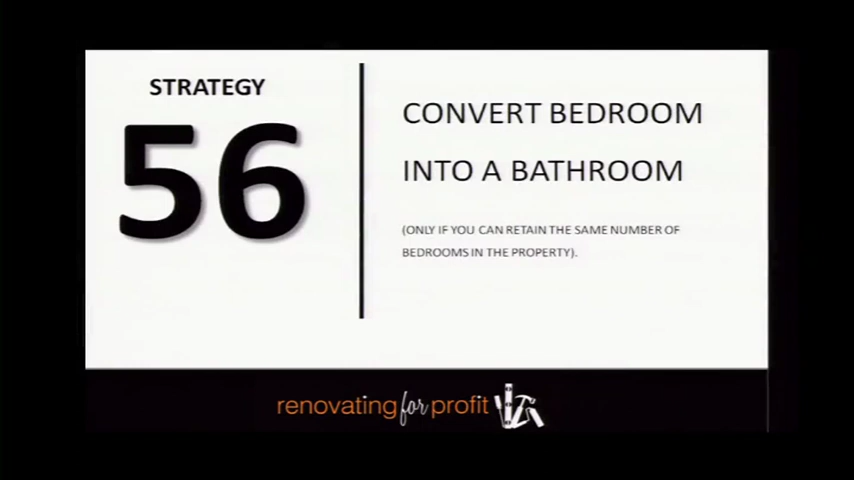 STRATEGY
56
CONVERT BEDROOM
INTO A BATHROOM
(ONLY IF YOU CAN RETAIN THE SAME NUMBER OF
BEDROOMS IN THE PROPERTY).
renovating for profit